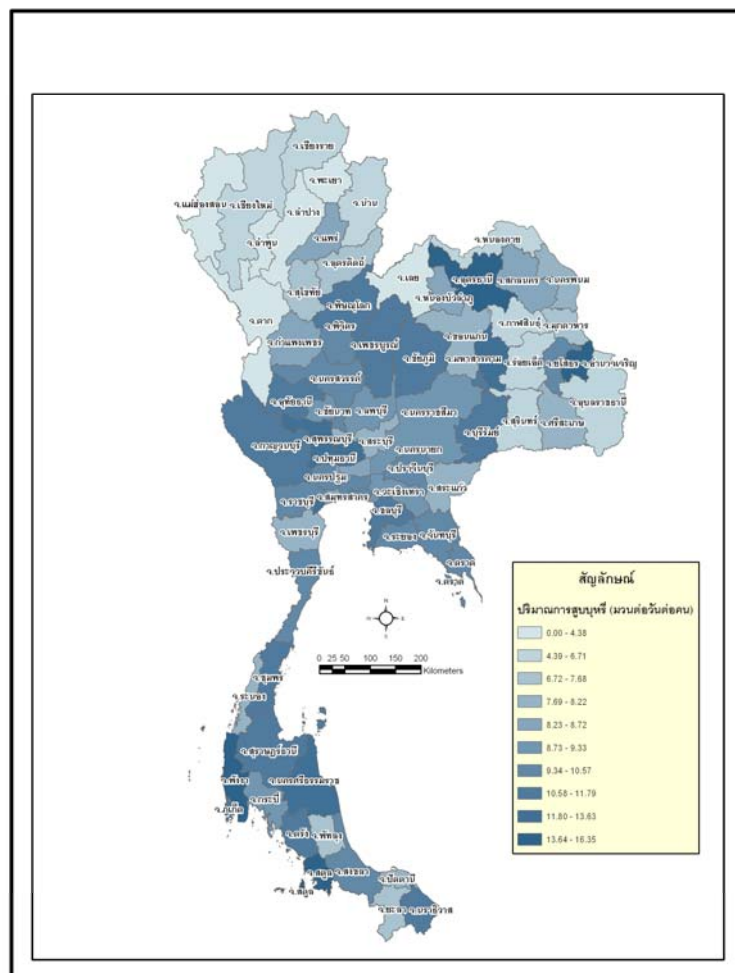 จ.เชียงราย
จ.พะเยา
จ.แม่ฮ่องสอน
จ.เชียงใหม่
จ.น่าน
จ.ลำปาง
จ.แพร่
จ.ลำพูน
จ.อุตรดิตถ์
จ.หนองคาย
จ.เลย
จ.อุดรธานี
จ.สกลนคร
จ.นครพนม
จ.หนองบัวลำภู
จ.สุโขทัย
จ.พิษณุโลก
จ.ตาก
จ.พิจิตร
จ.กำแพงเพชร
จ.เพชรบูรณ์
จ.ขอนแก่น
จ.กาฬสินธุ์
จ.มุกดาหาร
จ.ชัยภูมิ
จ.มหาสารคาม
จ.ร้อยเอ็ด
จ.ยโสธร
จ.อำนาจเจริญ
จ.นครสวรรค์
จ.อุทัยธานี
จ.ชัยนาท
จ.ลพบุรี
จ.นครราชสีมา
จ.บุรีรัมย์
จ.สุรินทร์
จ.ศรีสะเกษ
จ.อุบลราชธานี
จ.กาญจนบุรี
จ.สุพรรณบุรี
จ.สระบุรี
จ.นครนายก
จ.ปทุมธานี
จ.ปราจีนบุรี
จ.นครปฐม
จ.ฉะเชิงเทรา
จ.สระแก้ว
จ.ราชบุรี
จ.สมุทรสาคร
จ.ชลบุรี
จ.เพชรบุรี
จ.ระยอง
จ.จันทบุรี
จ.ตราด
จ.ตราด
จ.ประจวบคีรีขันธ์
จ.ชุมพร
จ.ระนอง
จ.สุราษฎร์ธานี
จ.พังงา
จ.นครศรีธรรมราช
จ.กระบี่
จ.ภูเก็ต
จ.ตรัง
จ.พัทลุง
จ.สตูล
จ.สงขลา
จ.สตูล
จ.ปัตตานี
จ.ยะลา
จ.นราธิวาส
N
W
E
S
0 25 50 100 150 200
Kilometers
สัญลักษณ์
ปริมาณการสูบบุหรี่ (มวนต่อวันต่อคน)
0.00 - 4.38
4.39 - 6.71
6.72 - 7.68
7.69 - 8.22
8.23 - 8.72
8.73 - 9.33
9.34 - 10.57
10.58 - 11.79
11.80 - 13.63
13.64 - 16.35